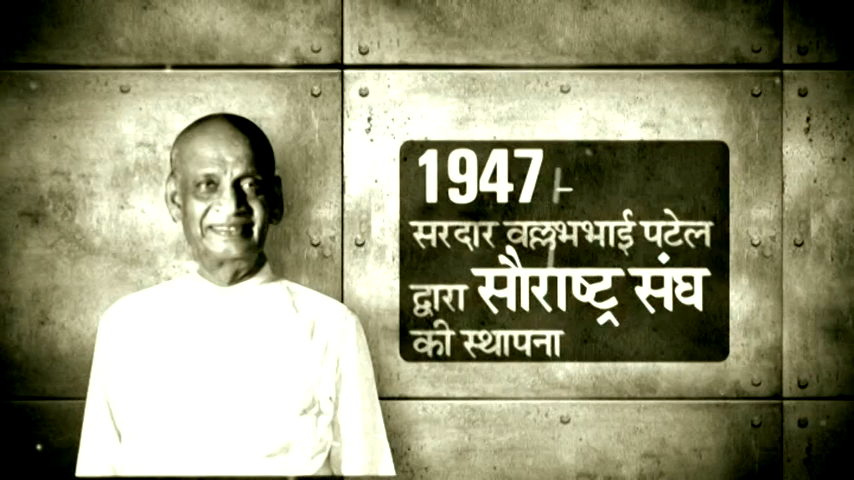 1947 -
सरदार वल्लभभाई पटेल
द्वारा सौराष्ट्र संघ
की स्थापना